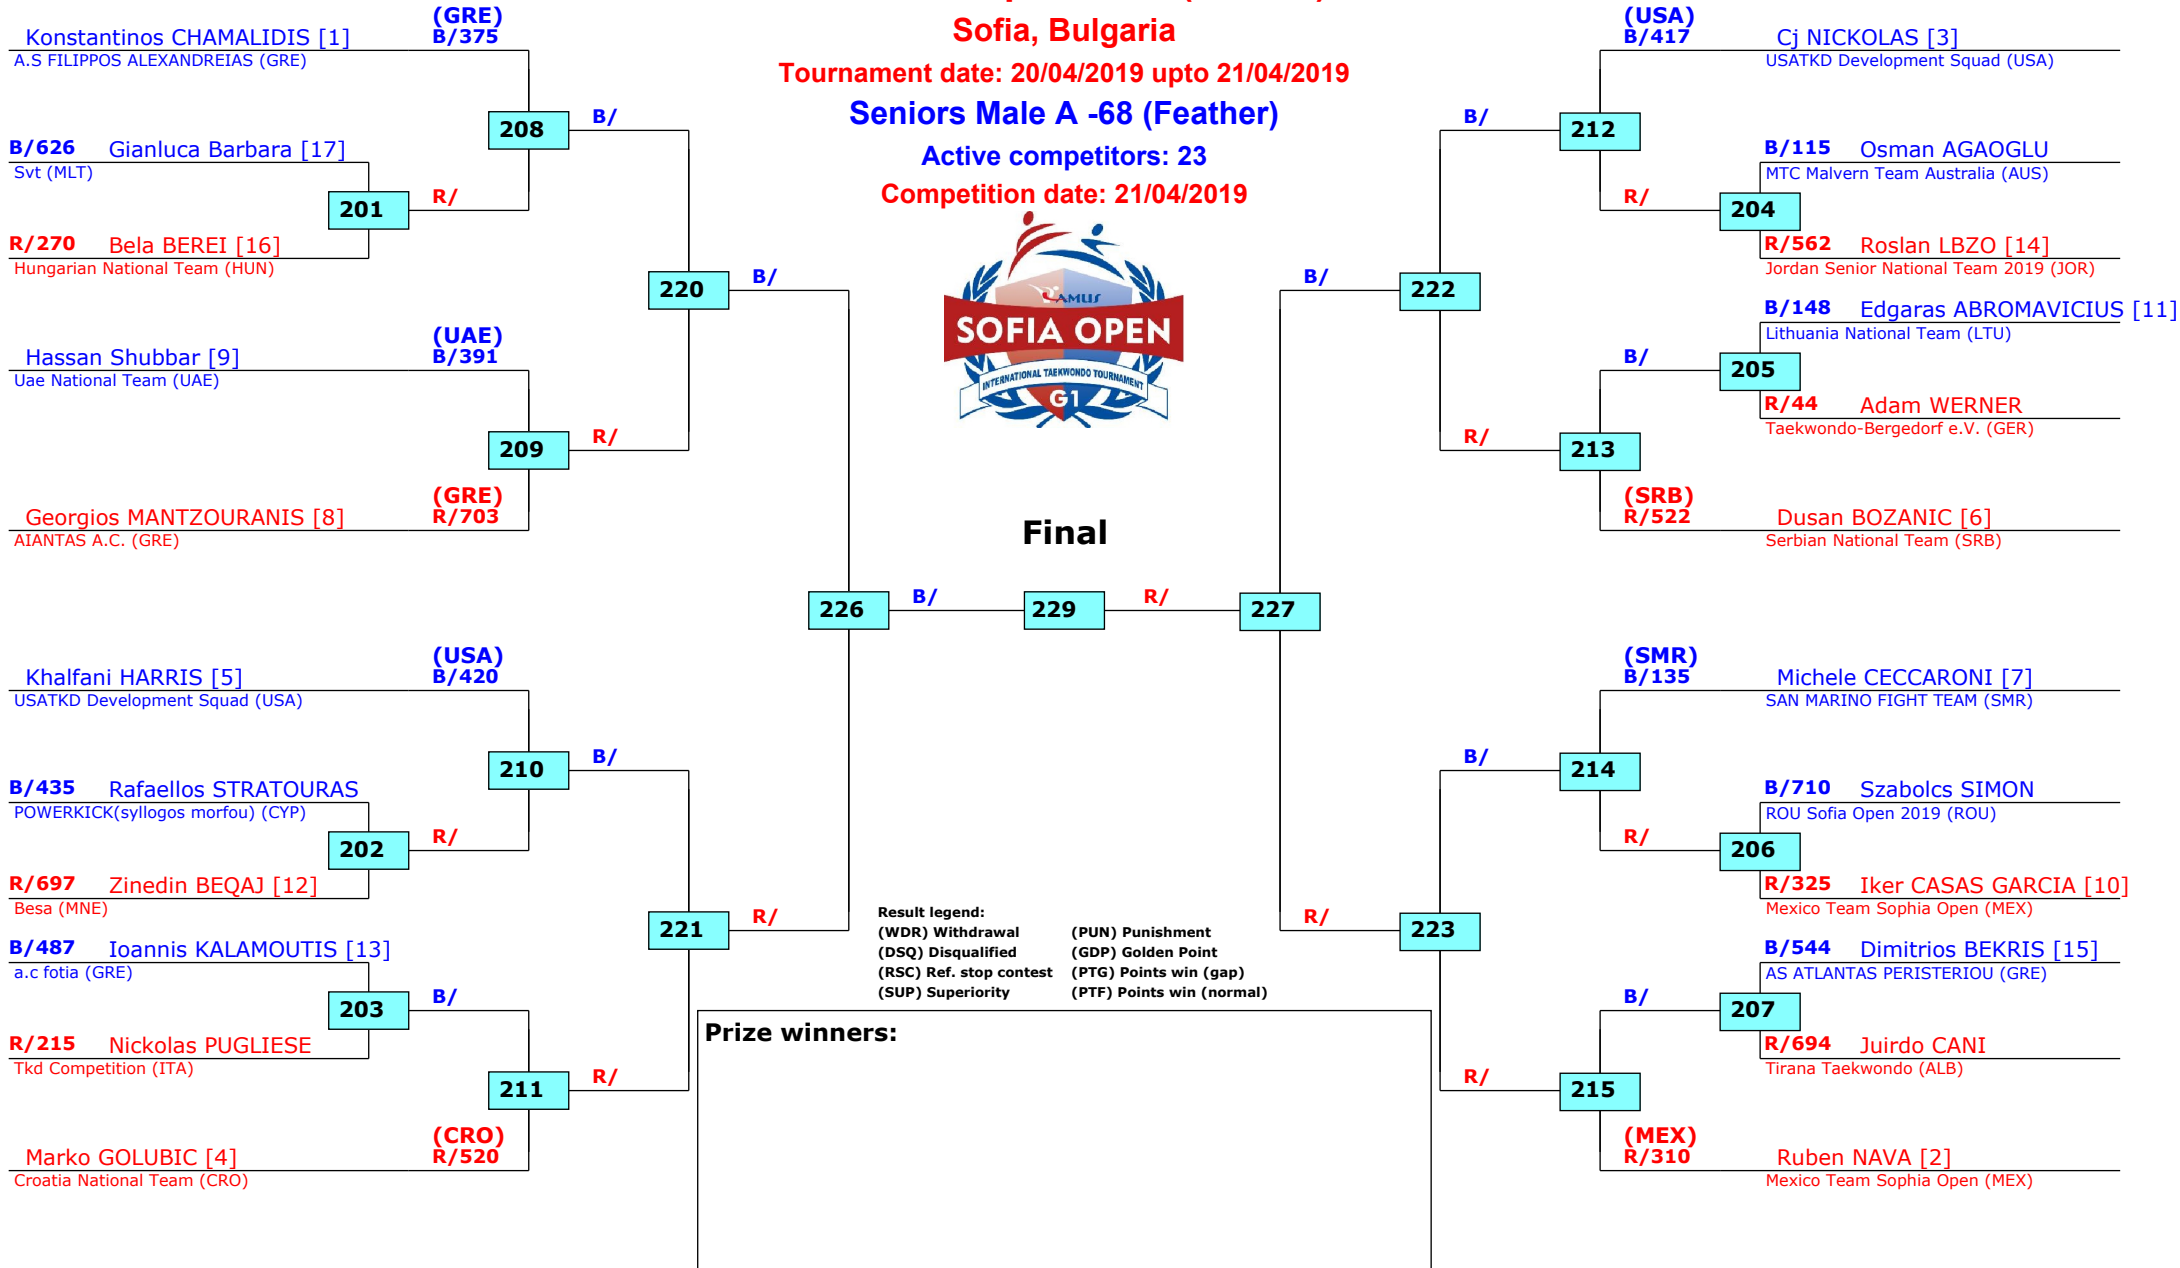 Sofia, Bulgaria
Tournament date: 20/04/2019 upto 21/04/2019
Seniors Male A -68 (Feather)
Active competitors: 23
Competition date: 21/04/2019
RAMUS
SOFIA OPEN
INTERNATIONAL TAEKWONDO TOURNAMENT
G1
(GRE)
Konstantinos CHAMALIDIS [1] B/375
A.S FILIPPOS ALEXANDREIAS (GRE)
208
B/
B/626 Gianluca Barbara [17]
Svt (MLT)
201
R/
R/270 Bela BEREI [16]
Hungarian National Team (HUN)
220
B/
(UAE)
Hassan Shubbar [9] B/391
Uae National Team (UAE)
209
R/
(GRE)
Georgios MANTZOURANIS [8] R/703
AIANTAS A.C. (GRE)
226
B/
(USA)
Khalfani HARRIS [5] B/420
USATKD Development Squad (USA)
210
B/
B/435 Rafaellos STRATOURAS
POWERKICK(syllogos morfou) (CYP)
202
R/
R/697 Zinedin BEQAJ [12]
Besa (MNE)
221
R/
B/487 Ioannis KALAMOUTIS [13]
a.c fotia (GRE)
203
B/
R/215 Nickolas PUGLIESE
Tkd Competition (ITA)
211
R/
(CRO)
Marko GOLUBIC [4] R/520
Croatia National Team (CRO)
Final
229
R/
227
(USA)
B/417 Cj NICKOLAS [3]
USATKD Development Squad (USA)
B/
212
B/115 Osman AGAOGLU
MTC Malvern Team Australia (AUS)
R/
204
R/562 Roslan LBZO [14]
Jordan Senior National Team 2019 (JOR)
B/
222
B/148 Edgaras ABROMAVICIUS [11]
Lithuania National Team (LTU)
B/
205
R/44 Adam WERNER
Taekwondo-Bergedorf e.V. (GER)
R/
213
(SRB)
R/522 Dusan BOZANIC [6]
Serbian National Team (SRB)
(SMR)
B/135 Michele CECCARONI [7]
SAN MARINO FIGHT TEAM (SMR)
B/
214
B/710 Szabolcs SIMON
ROU Sofia Open 2019 (ROU)
R/
206
R/325 Iker CASAS GARCIA [10]
Mexico Team Sophia Open (MEX)
R/
223
B/544 Dimitrios BEKRIS [15]
AS ATLANTAS PERISTERIOU (GRE)
B/
207
R/694 Juirdo CANI
Tirana Taekwondo (ALB)
R/
215
(MEX)
R/310 Ruben NAVA [2]
Mexico Team Sophia Open (MEX)
Result legend:
(WDR) Withdrawal (PUN) Punishment
(DSQ) Disqualified (GDP) Golden Point
(RSC) Ref. stop contest (PTG) Points win (gap)
(SUP) Superiority (PTF) Points win (normal)
Prize winners: